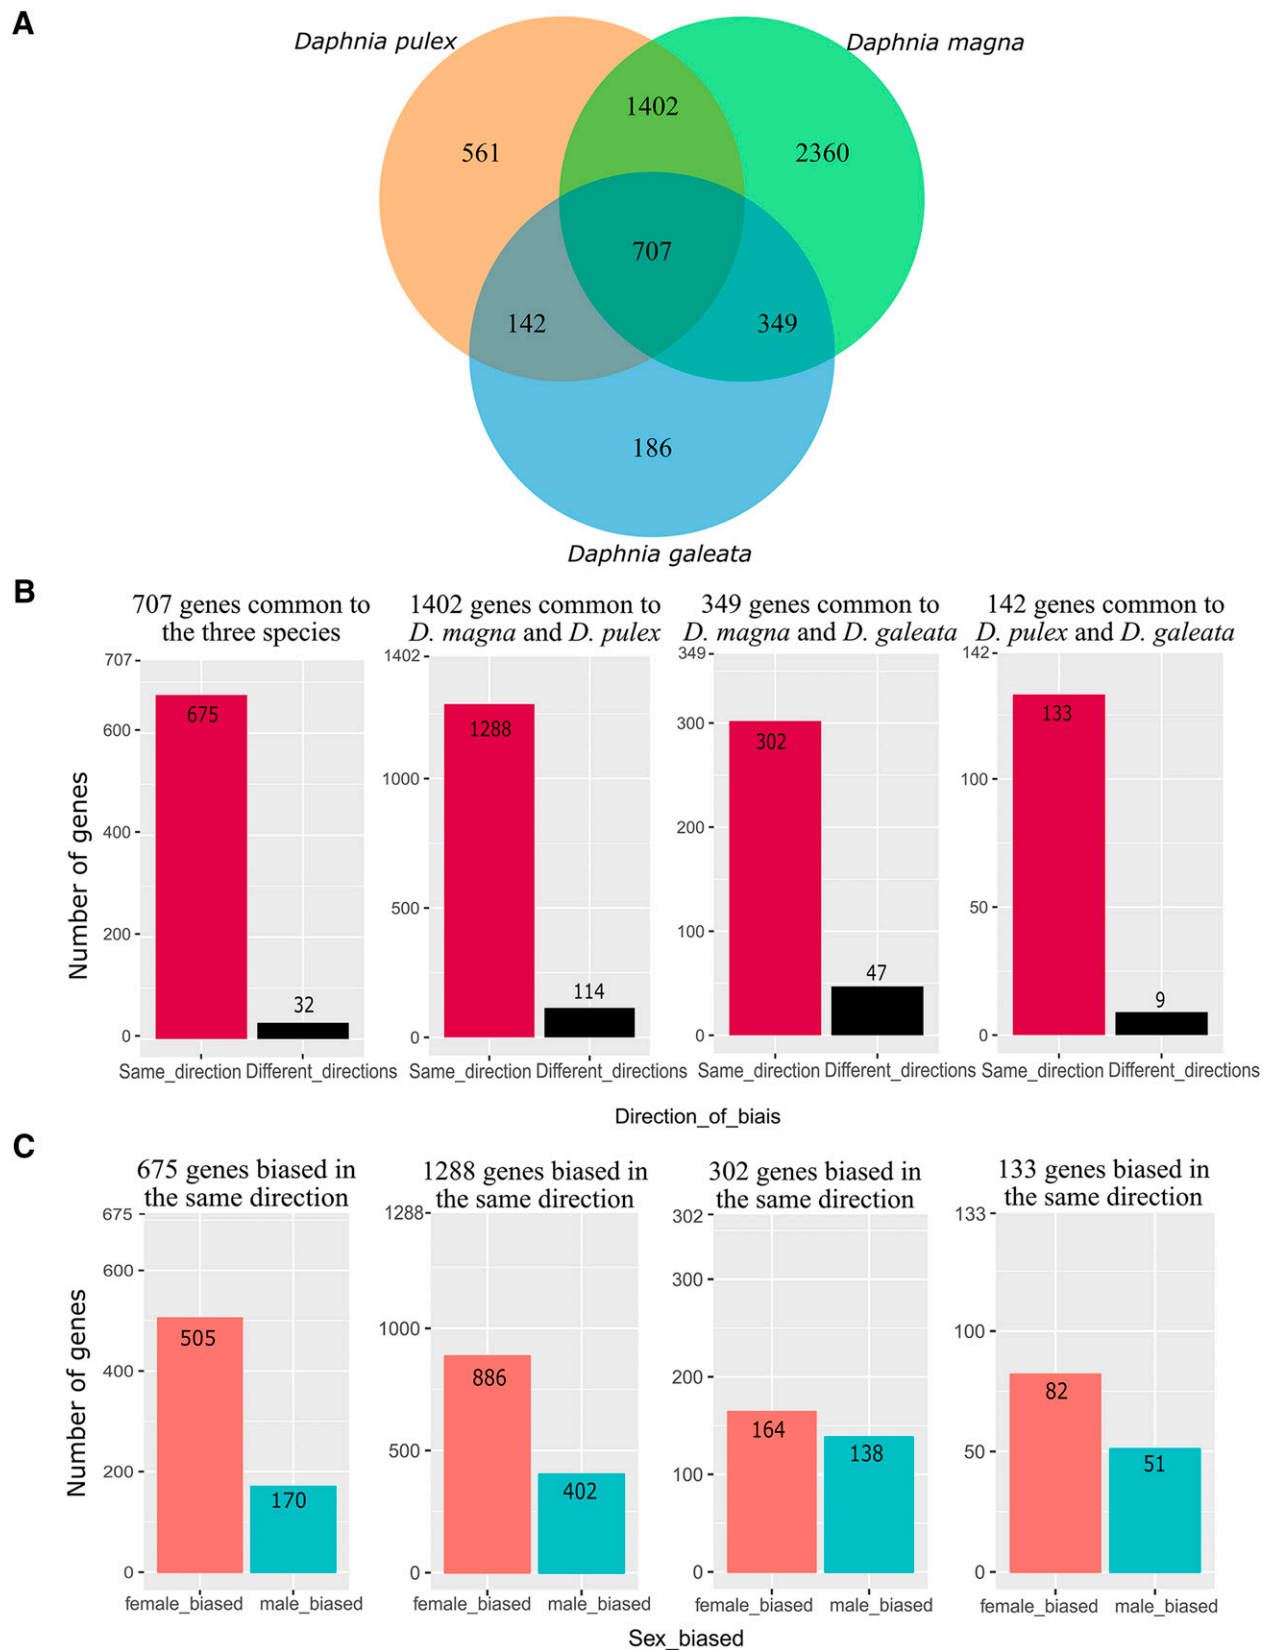 A
Daphnia pulex
Daphnia magna
1402
561
2360
707
142
349
186
Daphnia galeata
B
707 genes common to
the three species
1402 genes common to
D. magna and D. pulex
349 genes common to
D. magna and D. galeata
142 genes common to
D. pulex and D. galeata
Number of genes
707
600
400
200
0
675
32
Same_direction Different_directions
1402
1000
500
0
1288
114
Same_direction Different_directions
349
300
200
100
0
302
47
Same_direction Different_directions
142
100
50
0
133
9
Same_direction Different_directions
Direction_of_biais
C
675 genes biased in
the same direction
1288 genes biased in
the same direction
302 genes biased in
the same direction
133 genes biased in
the same direction
Number of genes
675
600
400
200
0
505
170
female_biased male_biased
1288
1000
500
0
886
402
female_biased male_biased
302
300
200
100
0
164
138
female_biased male_biased
133
100
50
0
82
51
female_biased male_biased
Sex_biased